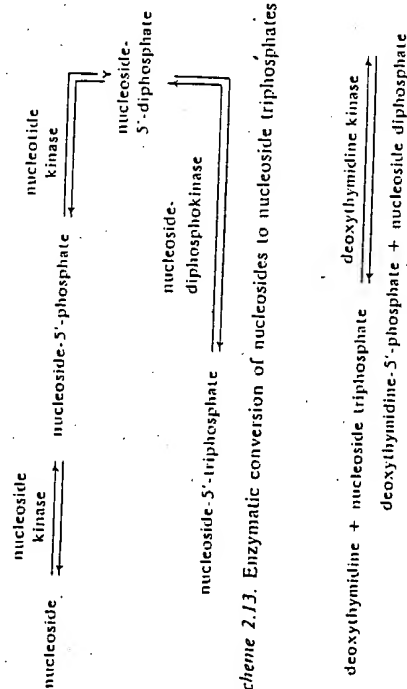 nucleoside
nucleoside
kinase
nucleoside-5'-phosphate
nucleotide
kinase
nucleoside-
5'-diphosphate
nucleoside-
diphosphokinase
nucleoside-5'-triphosphate
cheme 2.13. Enzymatic conversion of nucleosides to nucleoside triphosphates
deoxythymidine + nucleoside triphosphate
deoxythymidine kinase
deoxythymidine-5'-phosphate + nucleoside diphosphate